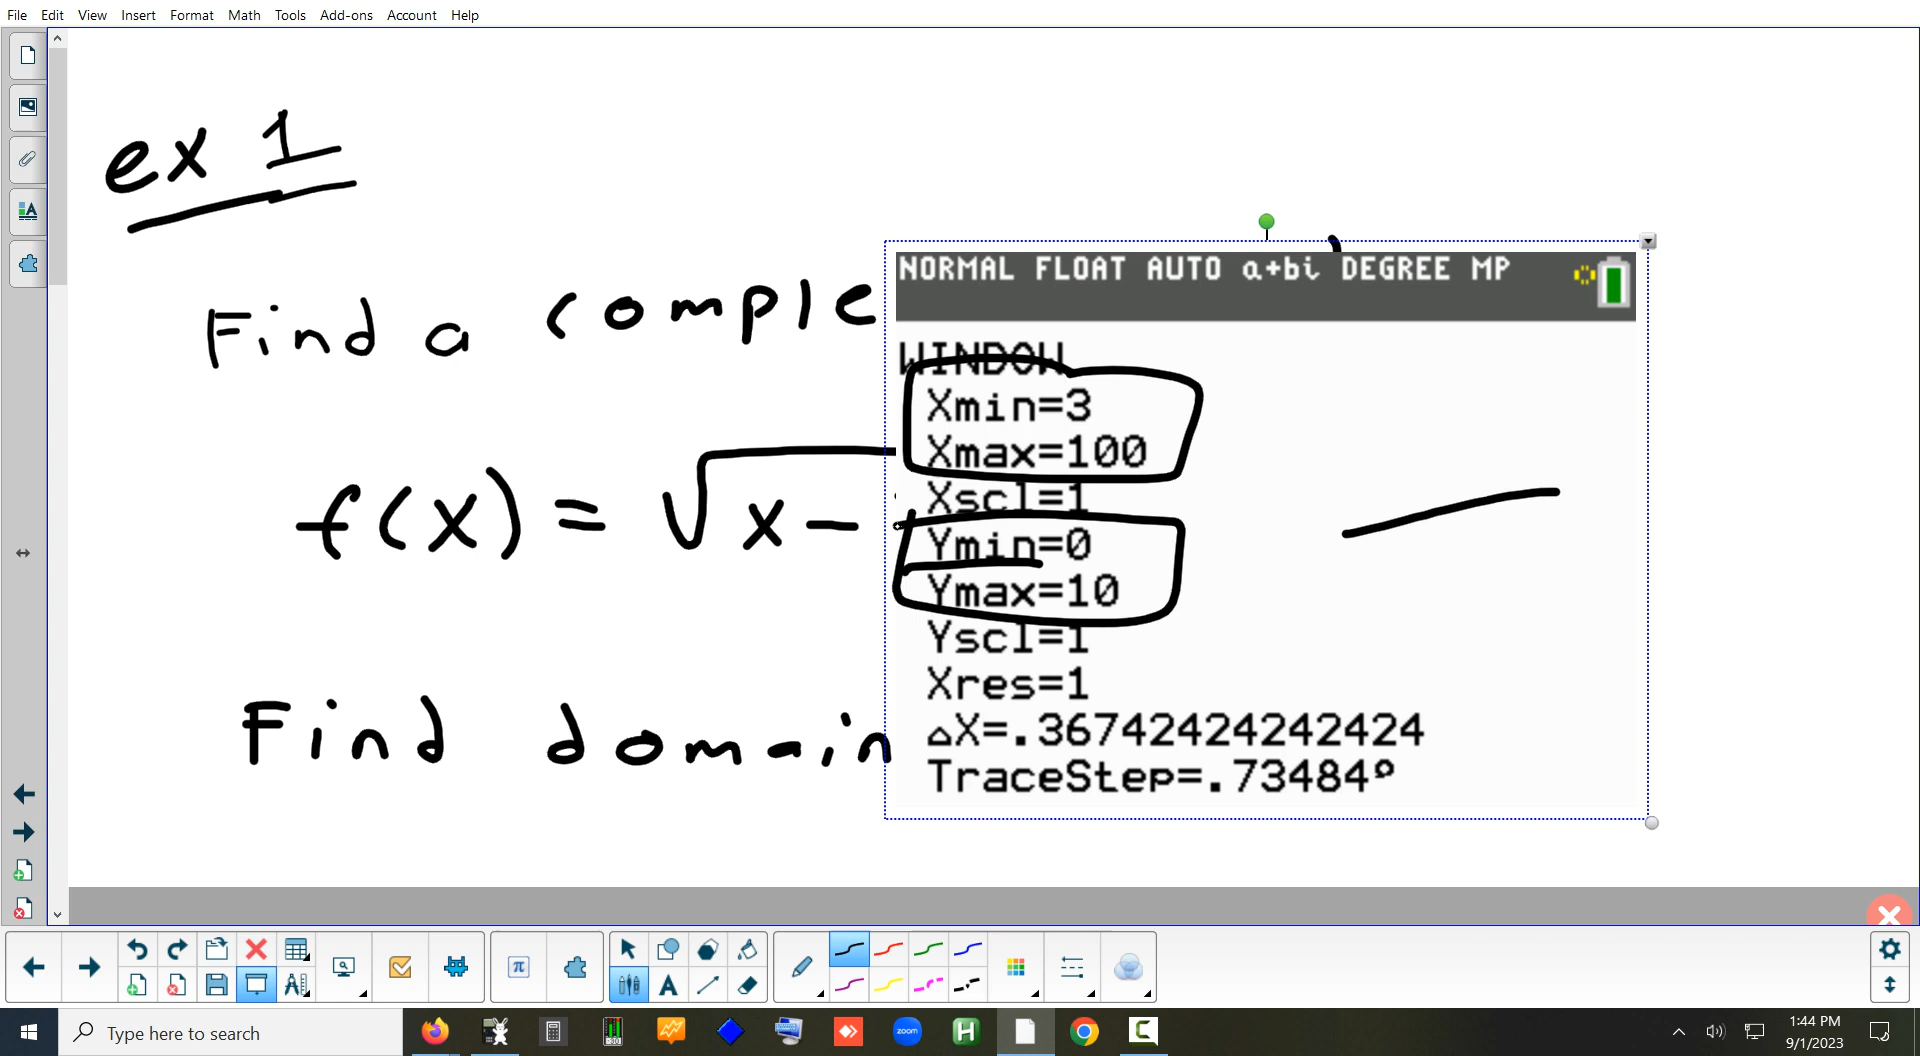 File Edit View Insert Format Math Tools Add-ons Account Help
ex 1
Find a comple
f(x) = √x-
Find domain
NORMAL FLOAT AUTO a+bi DEGREE MP
WINDOW
Xmin=3
Xmax=100
Xscl=1
Ymin=0
Ymax=10
Yscl=1
Xres=1
△X=.36742424242424
TraceStep=.73484º
π
A
Type here to search
zoom
H
C
1:44 PM
9/1/2023